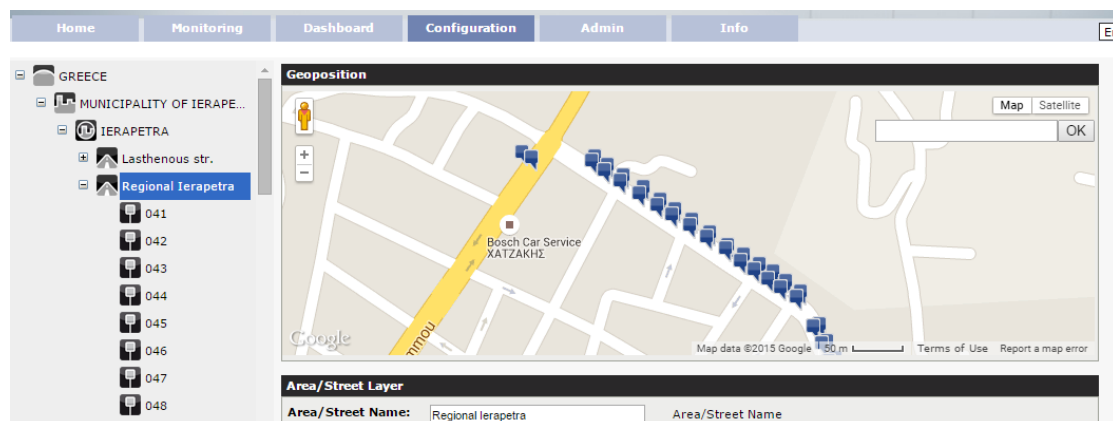 Home Monitoring Dashboard Configuration Admin Info
GREECE
MUNICIPALITY OF IERAPE...
IERAPETRA
Lasthenous str.
Regional Ierapetra
041
042
043
044
045
046
047
048
Geoposition
Map Satellite
OK
Bosch Car Service
ΧΑΤΖΑΚΗΣ
Google
Map data ©2015 Google 50 m Terms of Use Report a map error
Area/Street Layer
Area/Street Name: Regional Ierapetra Area/Street Name